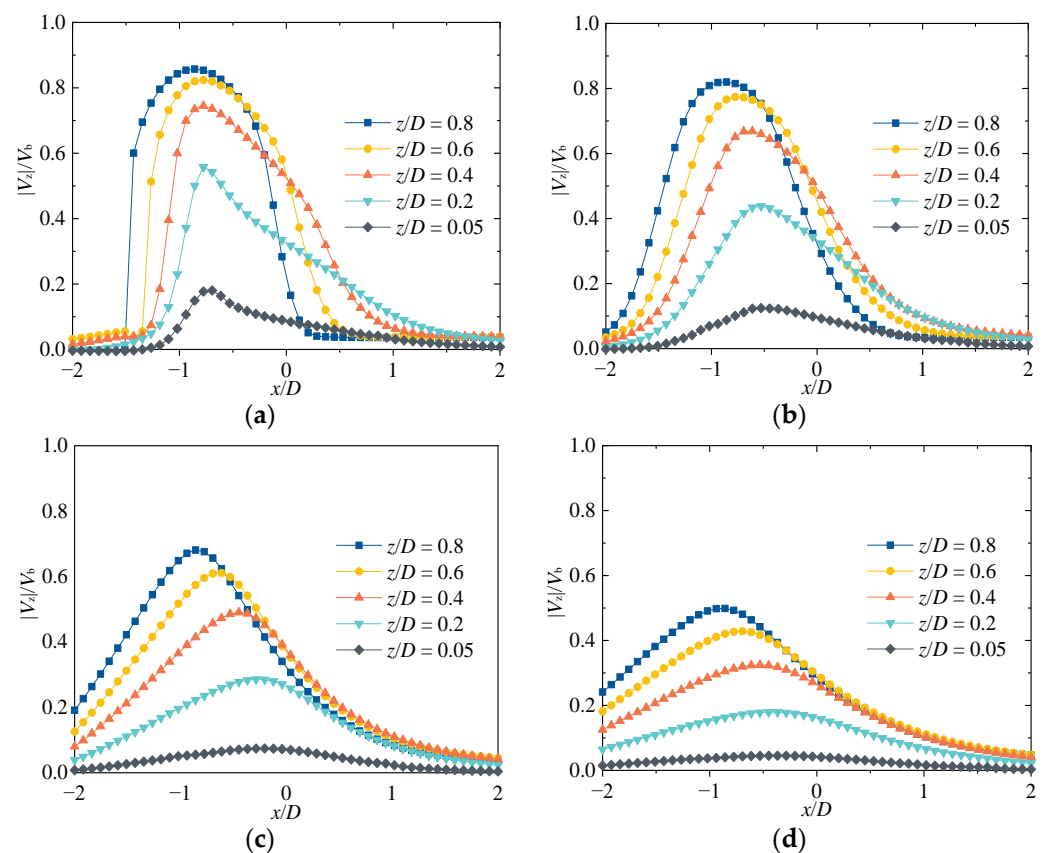 1.0
0.8
0.6
0.4
0.2
0.0
|Vz|/Vb
−2
−1
0
1
2
x/D
z/D = 0.8
z/D = 0.6
z/D = 0.4
z/D = 0.2
z/D = 0.05
(a)
1.0
0.8
0.6
0.4
0.2
0.0
|Vz|/Vb
−2
−1
0
1
2
x/D
z/D = 0.8
z/D = 0.6
z/D = 0.4
z/D = 0.2
z/D = 0.05
(b)
1.0
0.8
0.6
0.4
0.2
0.0
|Vz|/Vb
−2
−1
0
1
2
x/D
z/D = 0.8
z/D = 0.6
z/D = 0.4
z/D = 0.2
z/D = 0.05
(c)
1.0
0.8
0.6
0.4
0.2
0.0
|Vz|/Vb
−2
−1
0
1
2
x/D
z/D = 0.8
z/D = 0.6
z/D = 0.4
z/D = 0.2
z/D = 0.05
(d)